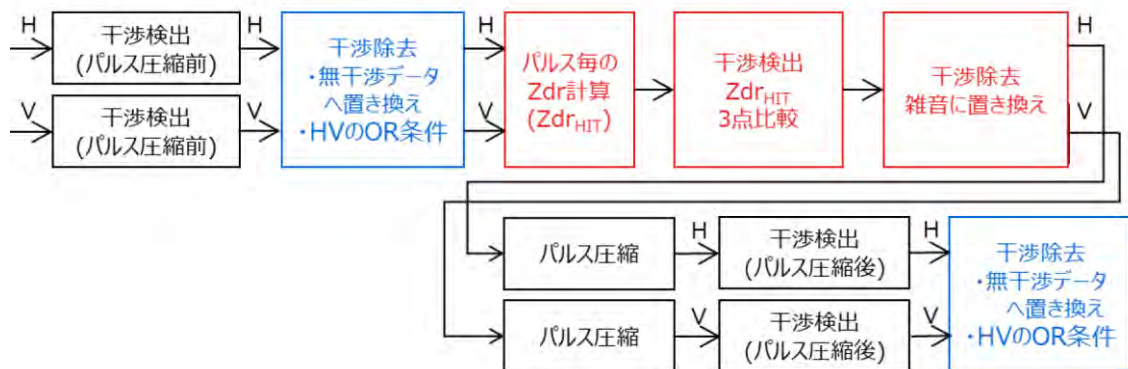 H
干渉検出
(パルス圧縮前)
H
V
干渉検出
(パルス圧縮前)
V
干渉除去
・無干渉データ
へ置き換え
・HVのOR条件
H
V
パルス毎の
Zdr計算
(ZdrHIT)
干渉検出
ZdrHIT
3点比較
干渉除去
雑音に置き換え
H
V
パルス圧縮
H
干渉検出
(パルス圧縮後)
H
パルス圧縮
V
干渉検出
(パルス圧縮後)
V
干渉除去
・無干渉データ
へ置き換え
・HVのOR条件